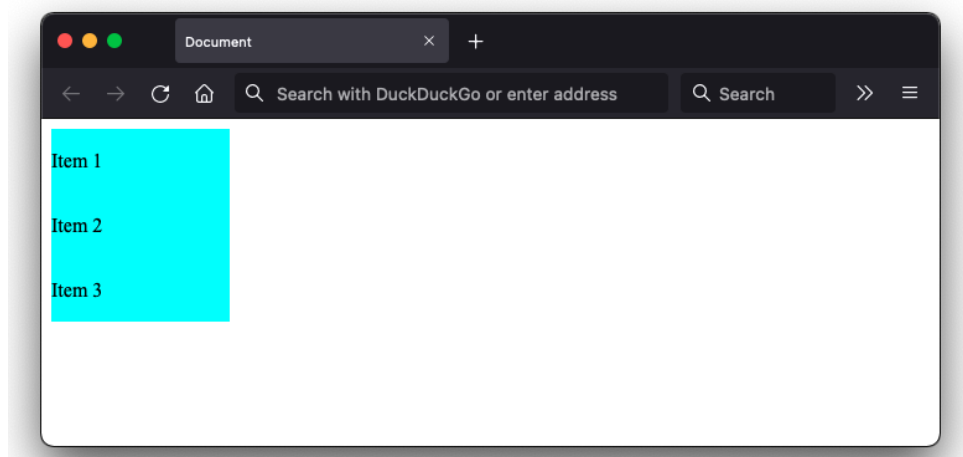 Document
Search with DuckDuckGo or enter address
Search
Item 1
Item 2
Item 3